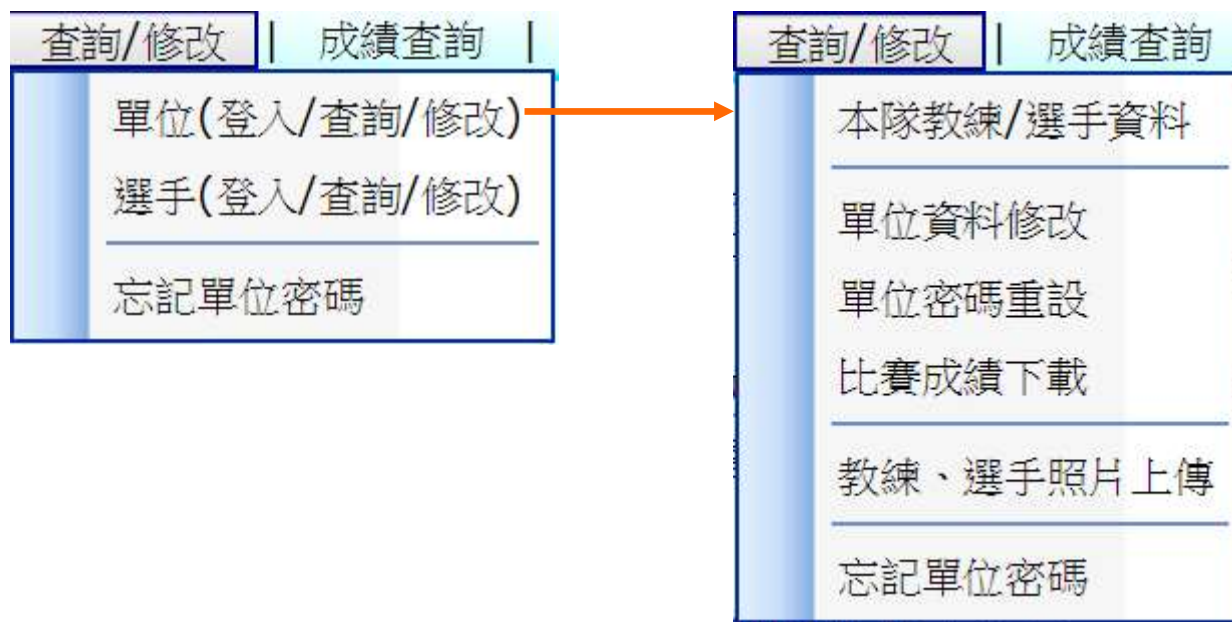 查詢/修改 | 成績查詢 |
單位(登入/查詢/修改)
選手(登入/查詢/修改)
忘記單位密碼
查詢/修改 | 成績查詢
本隊教練/選手資料
單位資料修改
單位密碼重設
比賽成績下載
教練、選手照片上傳
忘記單位密碼